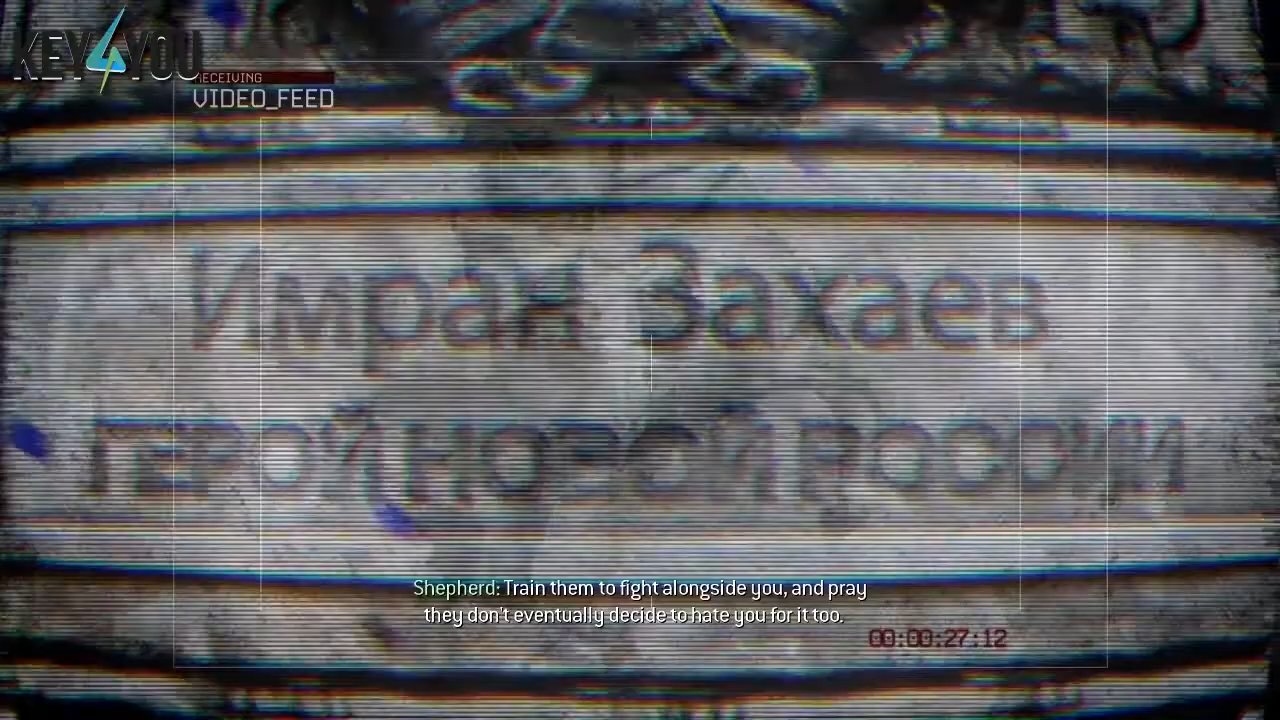 KEY4YOU
RECEIVING
VIDEO_FEED
Имран Захаев
ГЕРОЙ НОВОЙ РОССИИ
Shepherd: Train them to fight alongside you, and pray
they don't eventually decide to hate you for it too.
00:00:27:12